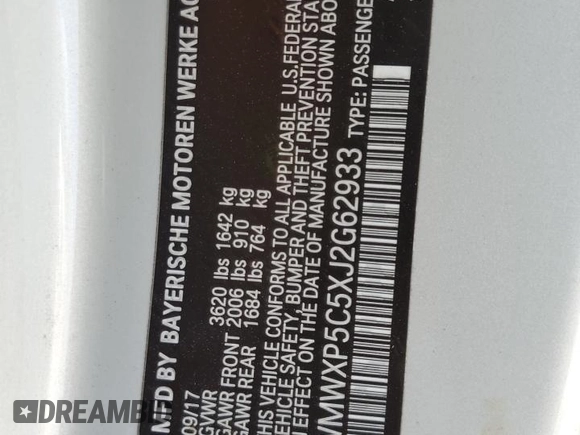 MFD BY BAYERISCHE MOTOREN WERKE AG
09/17
GVWR 3620 lbs 1642 kg
GAWR FRONT 2006 lbs 910 kg
GAWR REAR 1684 lbs 764 kg
THIS VEHICLE CONFORMS TO ALL APPLICABLE U.S. FEDERAL
VEHICLE SAFETY, BUMPER AND THEFT PREVENTION STA
IN EFFECT ON THE DATE OF MANUFACTURE SHOWN ABO
WMWXP5C5XJ2G62933 TYPE: PASSENGE
RIDEMETRIC